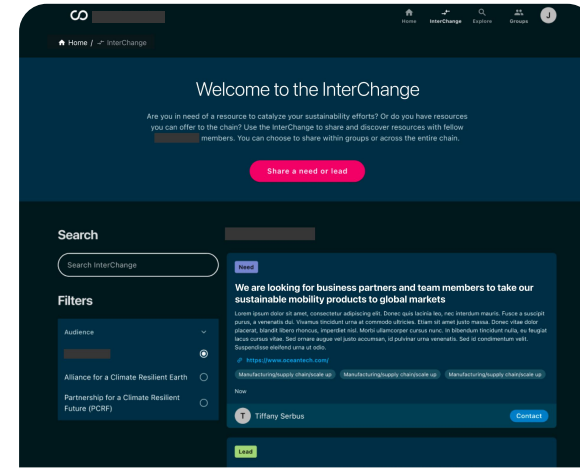 Home
InterChange
Explore
Groups
J
Home / InterChange
Welcome to the InterChange
Are you in need of a resource to catalyze your sustainability efforts? Or do you have resources
you can offer to the chain? Use the InterChange to share and discover resources with fellow
members. You can choose to share within groups or across the entire chain.
Share a need or lead
Search
Search InterChange
Filters
Audience
Alliance for a Climate Resilient Earth
Partnership for a Climate Resilient
Future (PCRF)
Need
We are looking for business partners and team members to take our
sustainable mobility products to global markets
Lorem ipsum dolor sit amet, consectetur adipiscing elit. Donec quis lacinia leo, nec interdum mauris. Fusce a suscipit
purus, a venenatis dui. Vivamus tincidunt urna at commodo ultricies. Etiam sit amet justo massa. Donec vitae dolor
placerat, blandit libero rhoncus, imperdiet nisl. Morbi ullamcorper cursus nunc. In bibendum tincidunt nulla, eu feugiat
lacus cursus vitae. Sed ornare augue vel justo accumsan, id pulvinar urna venenatis. Sed id condimentum velit.
Suspendisse eleifend urna ut odio.
https://www.oceantech.com/
Manufacturing/supply chain/scale up
Manufacturing/supply chain/scale up
Manufacturing/supply chain/scale up
Now
T
Tiffany Serbus
Contact
Lead